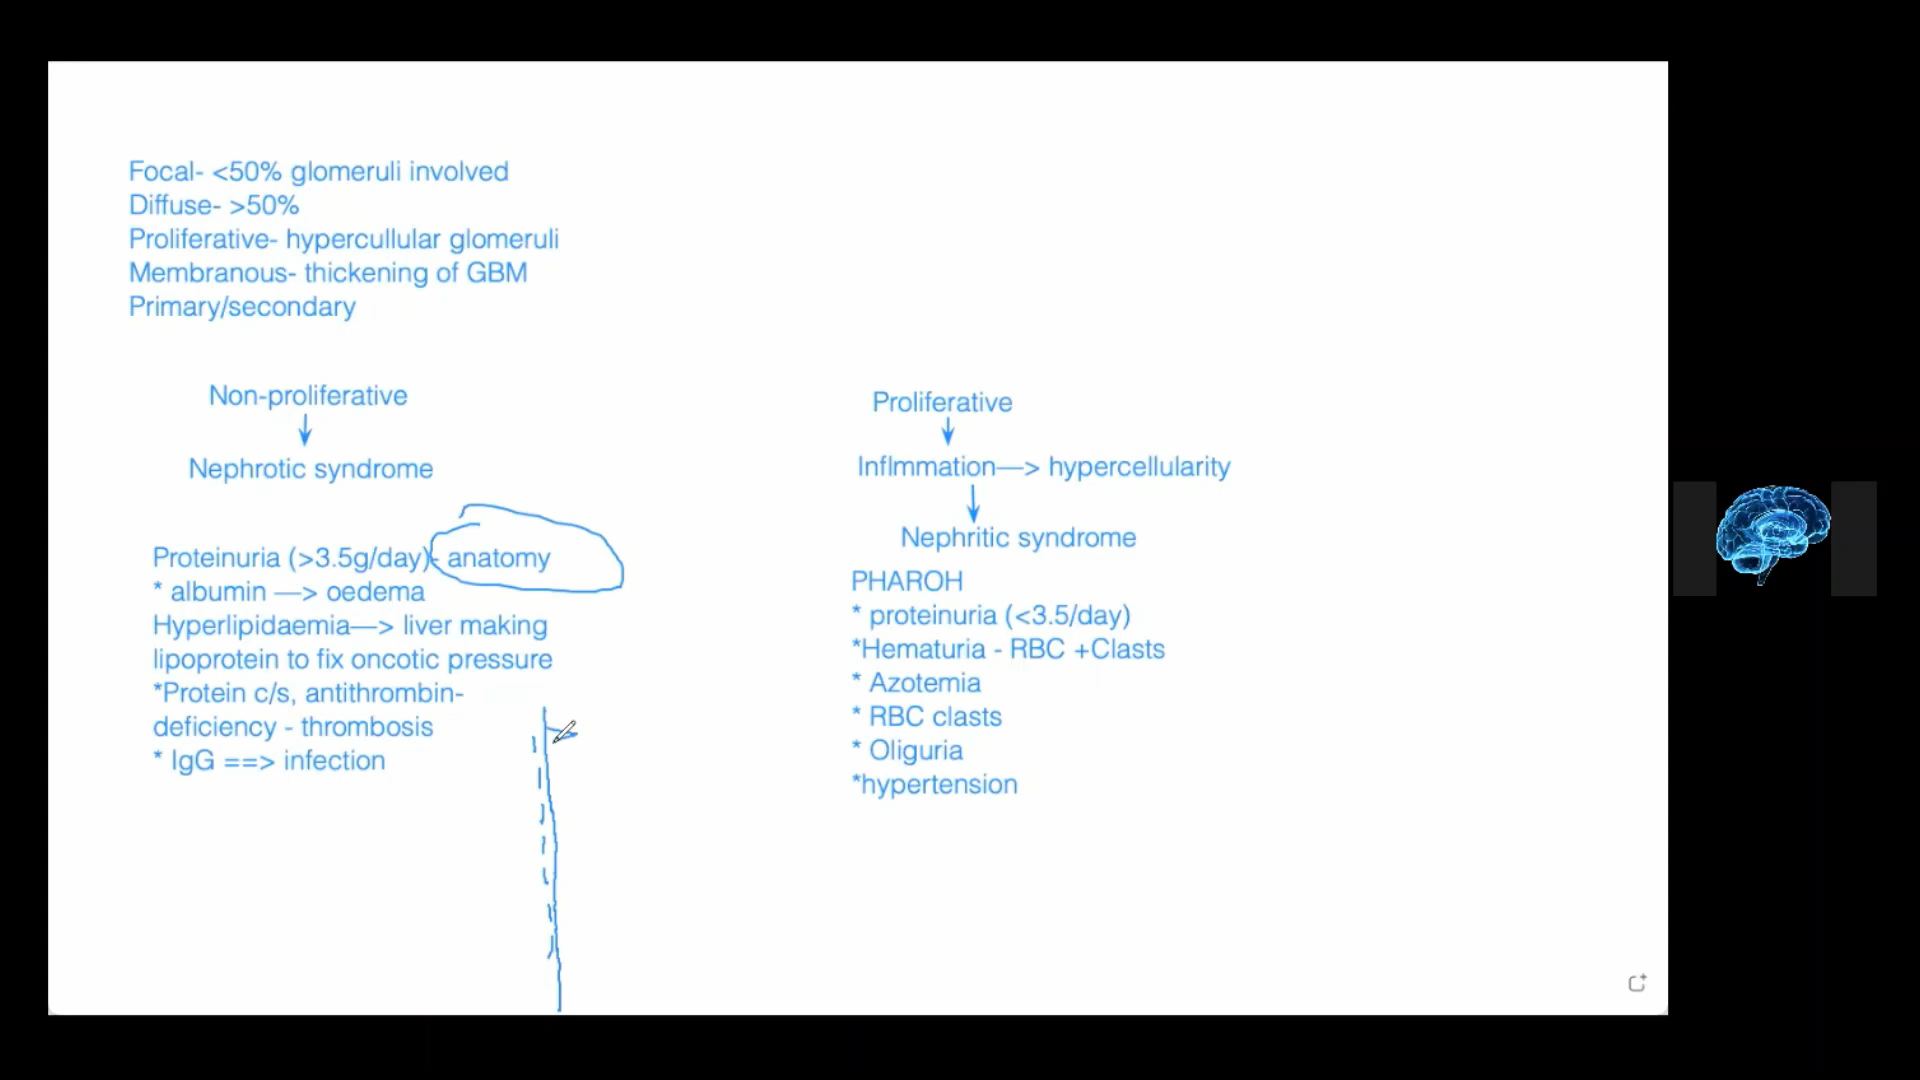 Focal- <50% glomeruli involved
Diffuse- >50%
Proliferative- hypercullular glomeruli
Membranous- thickening of GBM
Primary/secondary
Non-proliferative
Nephrotic syndrome
Proteinuria (>3.5g/day)- anatomy
* albumin —> oedema
Hyperlipidaemia—> liver making
lipoprotein to fix oncotic pressure
*Protein c/s, antithrombin-
deficiency - thrombosis
* IgG ==> infection
Proliferative
Inflmmation—> hypercellularity
Nephritic syndrome
PHAROH
* proteinuria (<3.5/day)
*Hematuria - RBC +Clasts
* Azotemia
* RBC clasts
* Oliguria
*hypertension